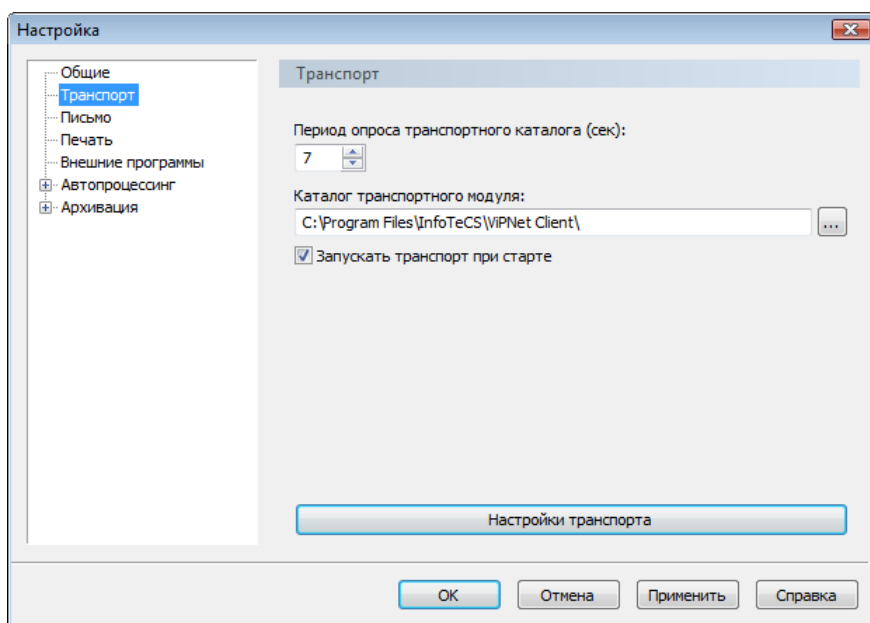 Настройка
Общие
Транспорт
Письмо
Печать
Внешние программы
Автопроцессинг
Архивация
Транспорт
Период опроса транспортного каталога (сек):
7
Каталог транспортного модуля:
C:\Program Files\InfoTeCS\ViPNet Client\
...
Запускать транспорт при старте
Настройки транспорта
OK
Отмена
Применить
Справка